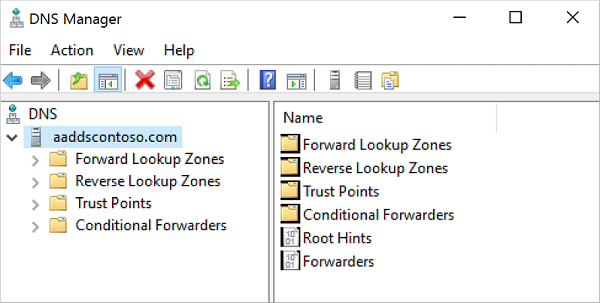 DNS Manager
File Action View Help
DNS
aaddscontoso.com
Forward Lookup Zones
Reverse Lookup Zones
Trust Points
Conditional Forwarders
Name
Forward Lookup Zones
Reverse Lookup Zones
Trust Points
Conditional Forwarders
Root Hints
Forwarders